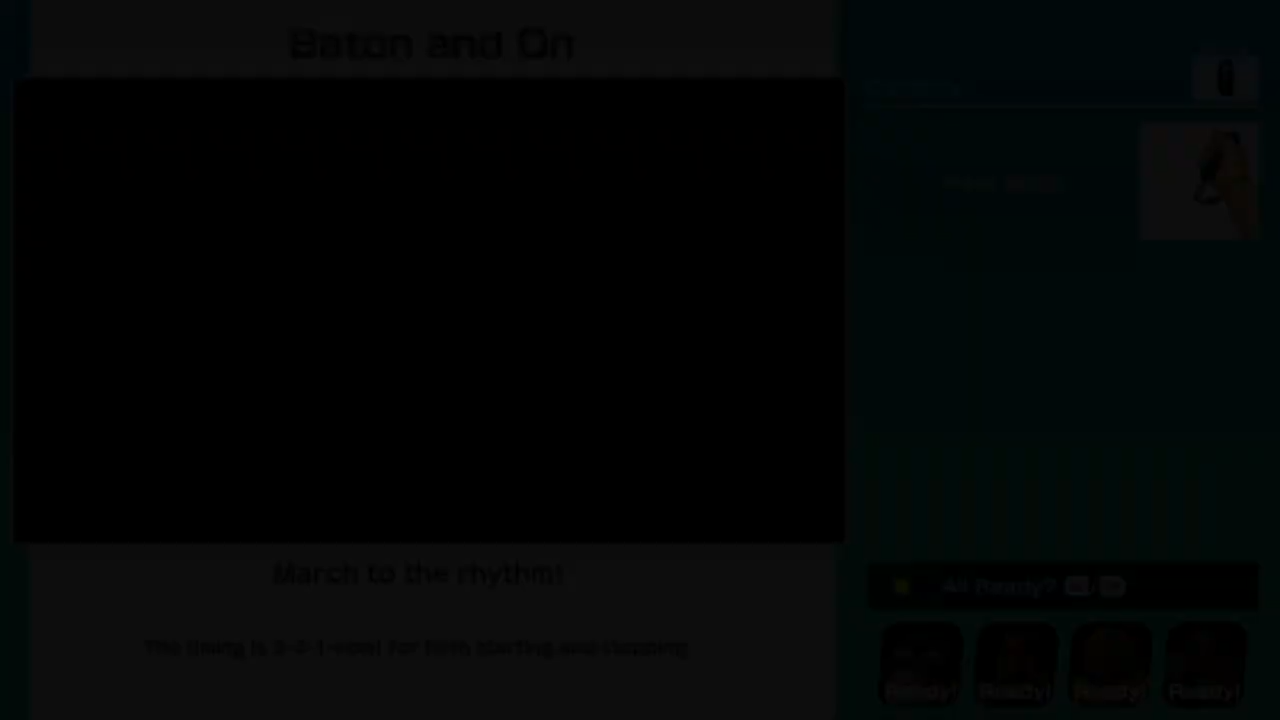 Baton and On
March to the rhythm!
The timing is 3-2-1-now! for both starting and stopping
All Ready?
Ready! Ready! Ready! Ready!